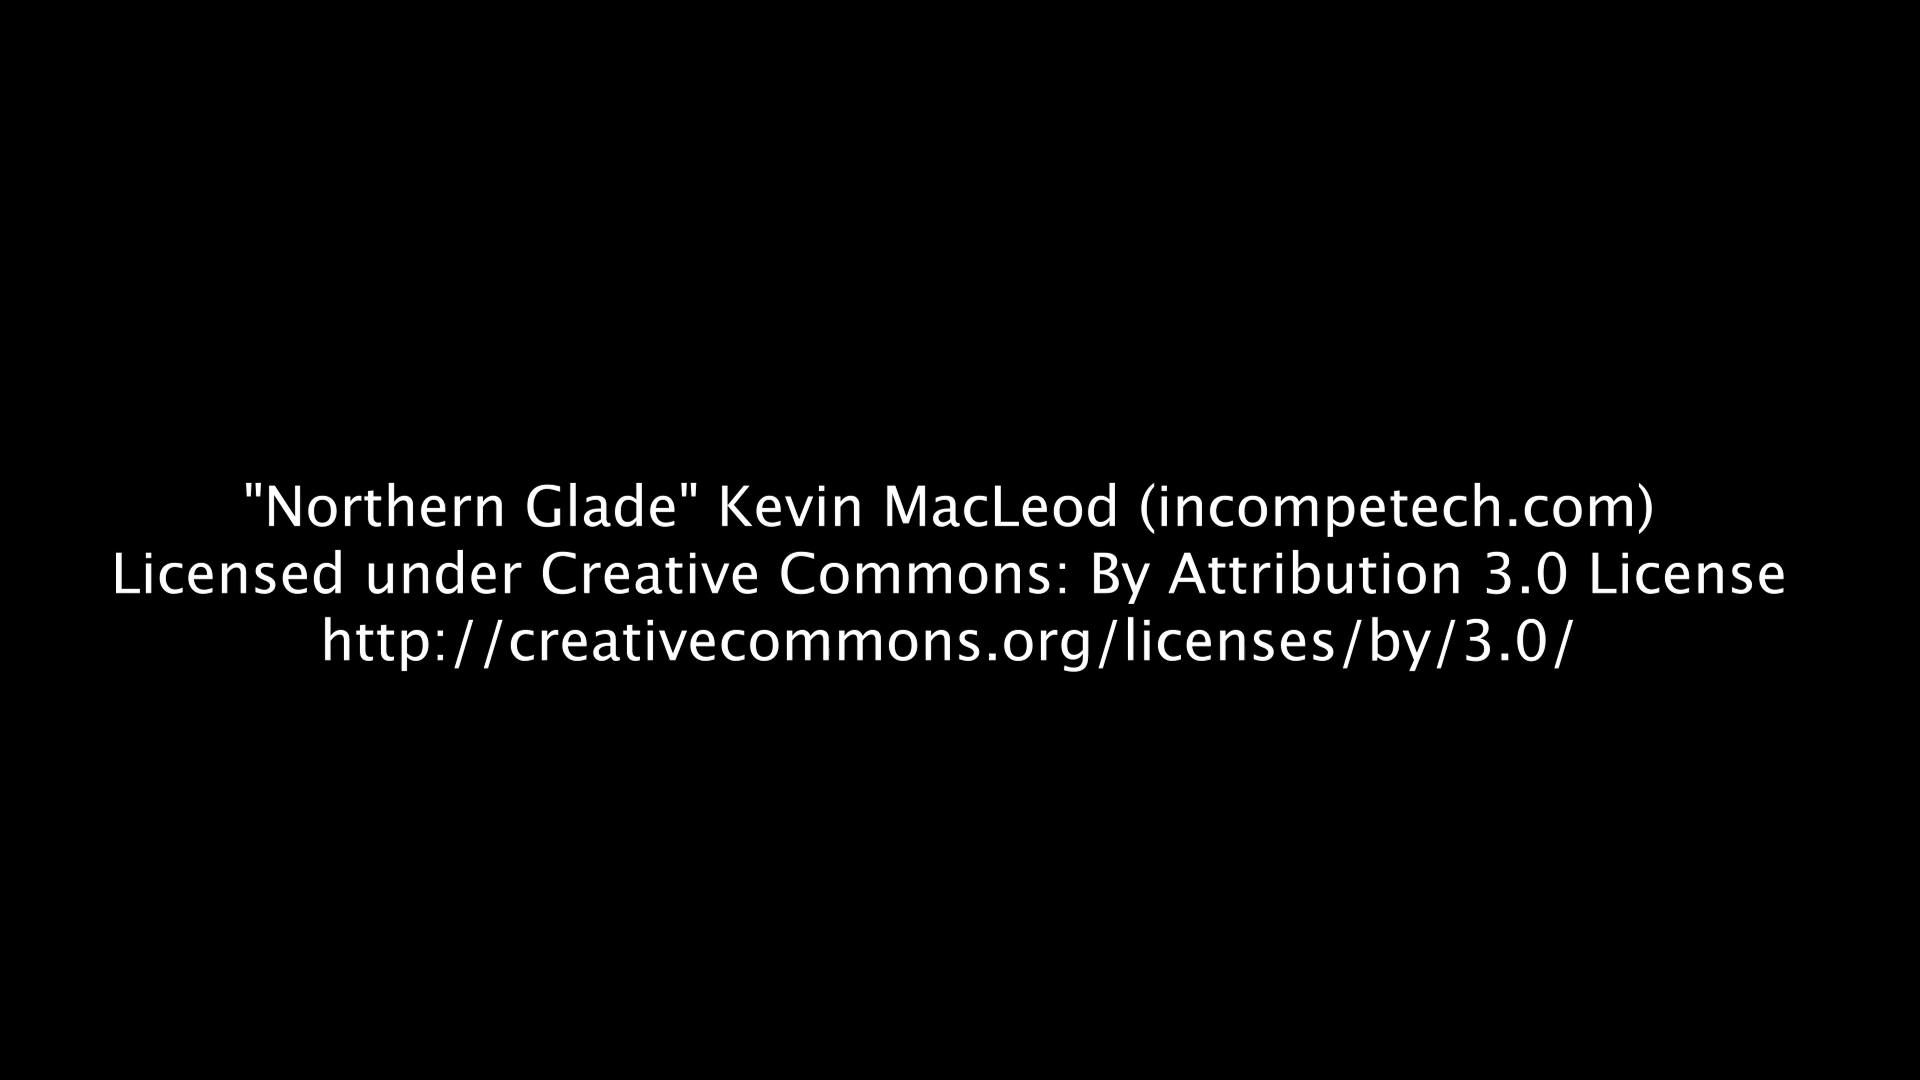 "Northern Glade" Kevin MacLeod (incompetech.com)
Licensed under Creative Commons: By Attribution 3.0 License
http://creativecommons.org/licenses/by/3.0/